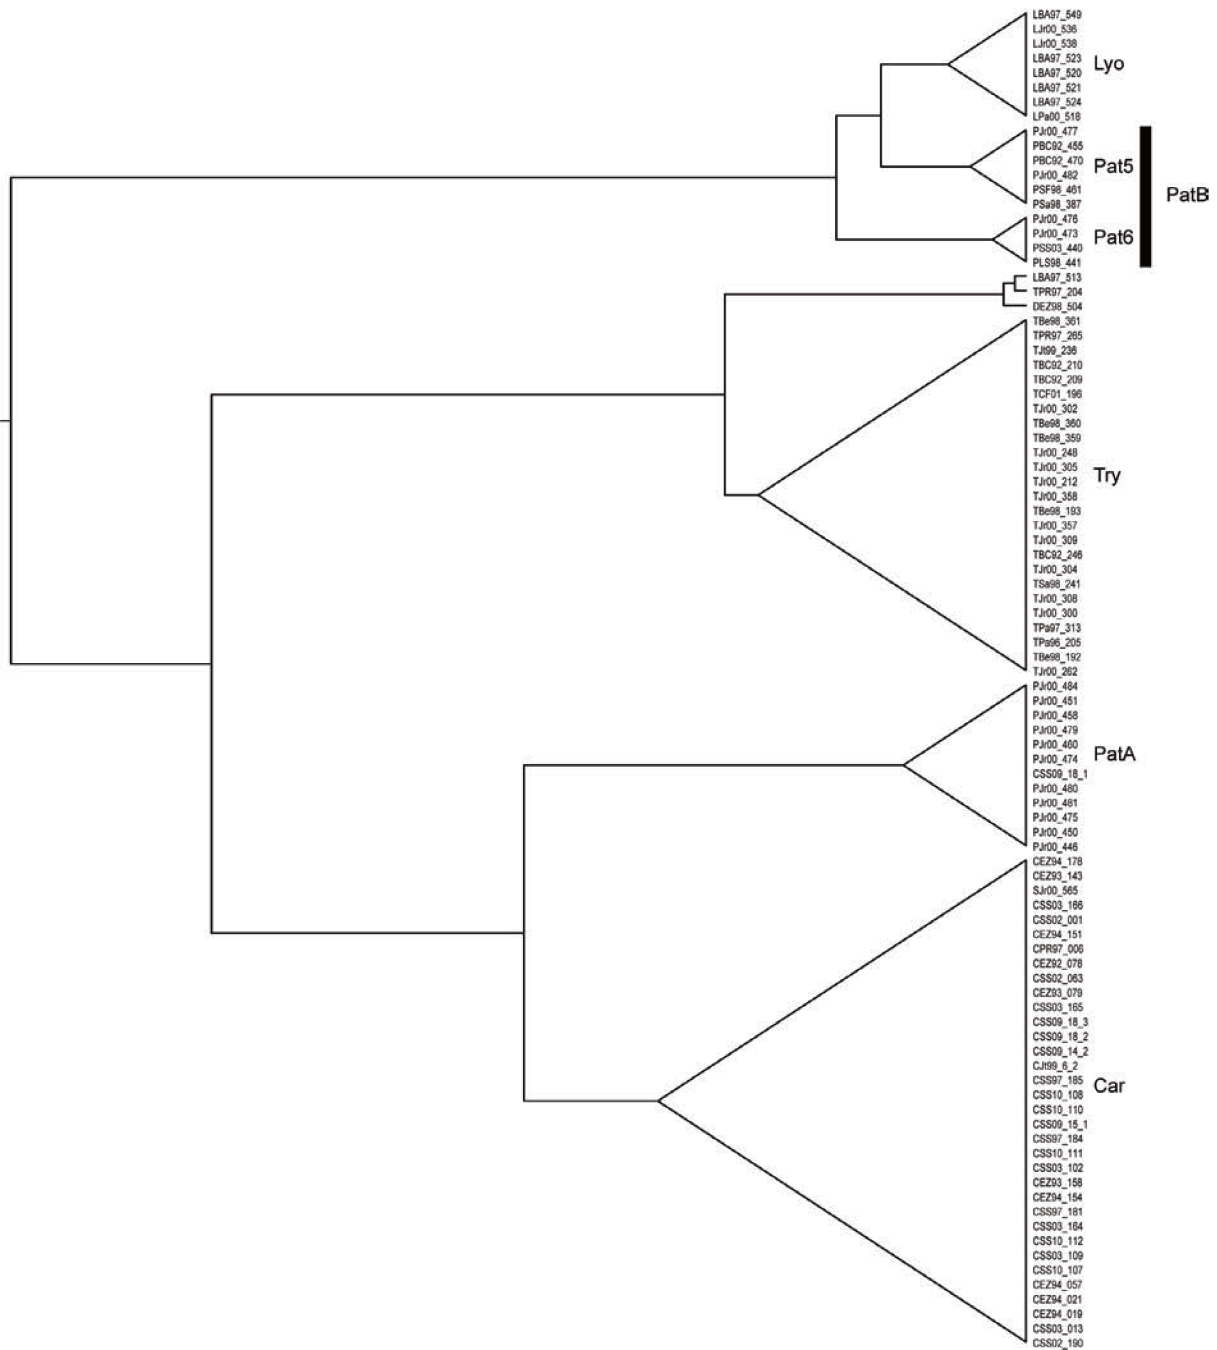 LBA97_549
LJr00_536
LJr00_538
LBA97_523
Lyo
LBA97_520
LBA97_521
LBA97_524
LPa00_518
PJr00_477
PBC92_455
PBC92_470
Pat5
PJr00_482
PSF98_461
PatB
PSa98_387
PJr00_476
PJr00_473
Pat6
PSS03_440
PLS98_441
LBA97_513
TPR97_204
DEZ98_504
TBe98_361
TPR97_265
TJt99_236
TBC92_210
TBC92_209
TCF01_196
TJr00_302
TBe98_360
TBe98_359
TJr00_248
TJr00_305
Try
TJr00_212
TJr00_358
TBe98_193
TJr00_357
TJr00_309
TBC92_246
TJr00_304
TSa98_241
TJr00_308
TJr00_300
TPa97_313
TPa96_205
TBe98_192
TJr00_262
PJr00_484
PJr00_451
PJr00_458
PJr00_479
PJr00_460
PatA
PJr00_474
CSS09_18_1
PJr00_480
PJr00_481
PJr00_475
PJr00_450
PJr00_446
CEZ94_178
CEZ93_143
SJr00_565
CSS03_166
CSS02_001
CEZ94_151
CPR97_006
CEZ92_078
CSS02_063
CEZ93_079
CSS03_165
CSS09_18_3
CSS09_18_2
CSS09_14_2
CJt99_6_2
CSS97_185
Car
CSS10_108
CSS10_110
CSS09_15_1
CSS97_184
CSS10_111
CSS03_102
CEZ93_158
CEZ94_154
CSS97_181
CSS03_164
CSS10_112
CSS03_109
CSS10_107
CEZ94_057
CEZ94_021
CEZ94_019
CSS03_013
CSS02_190